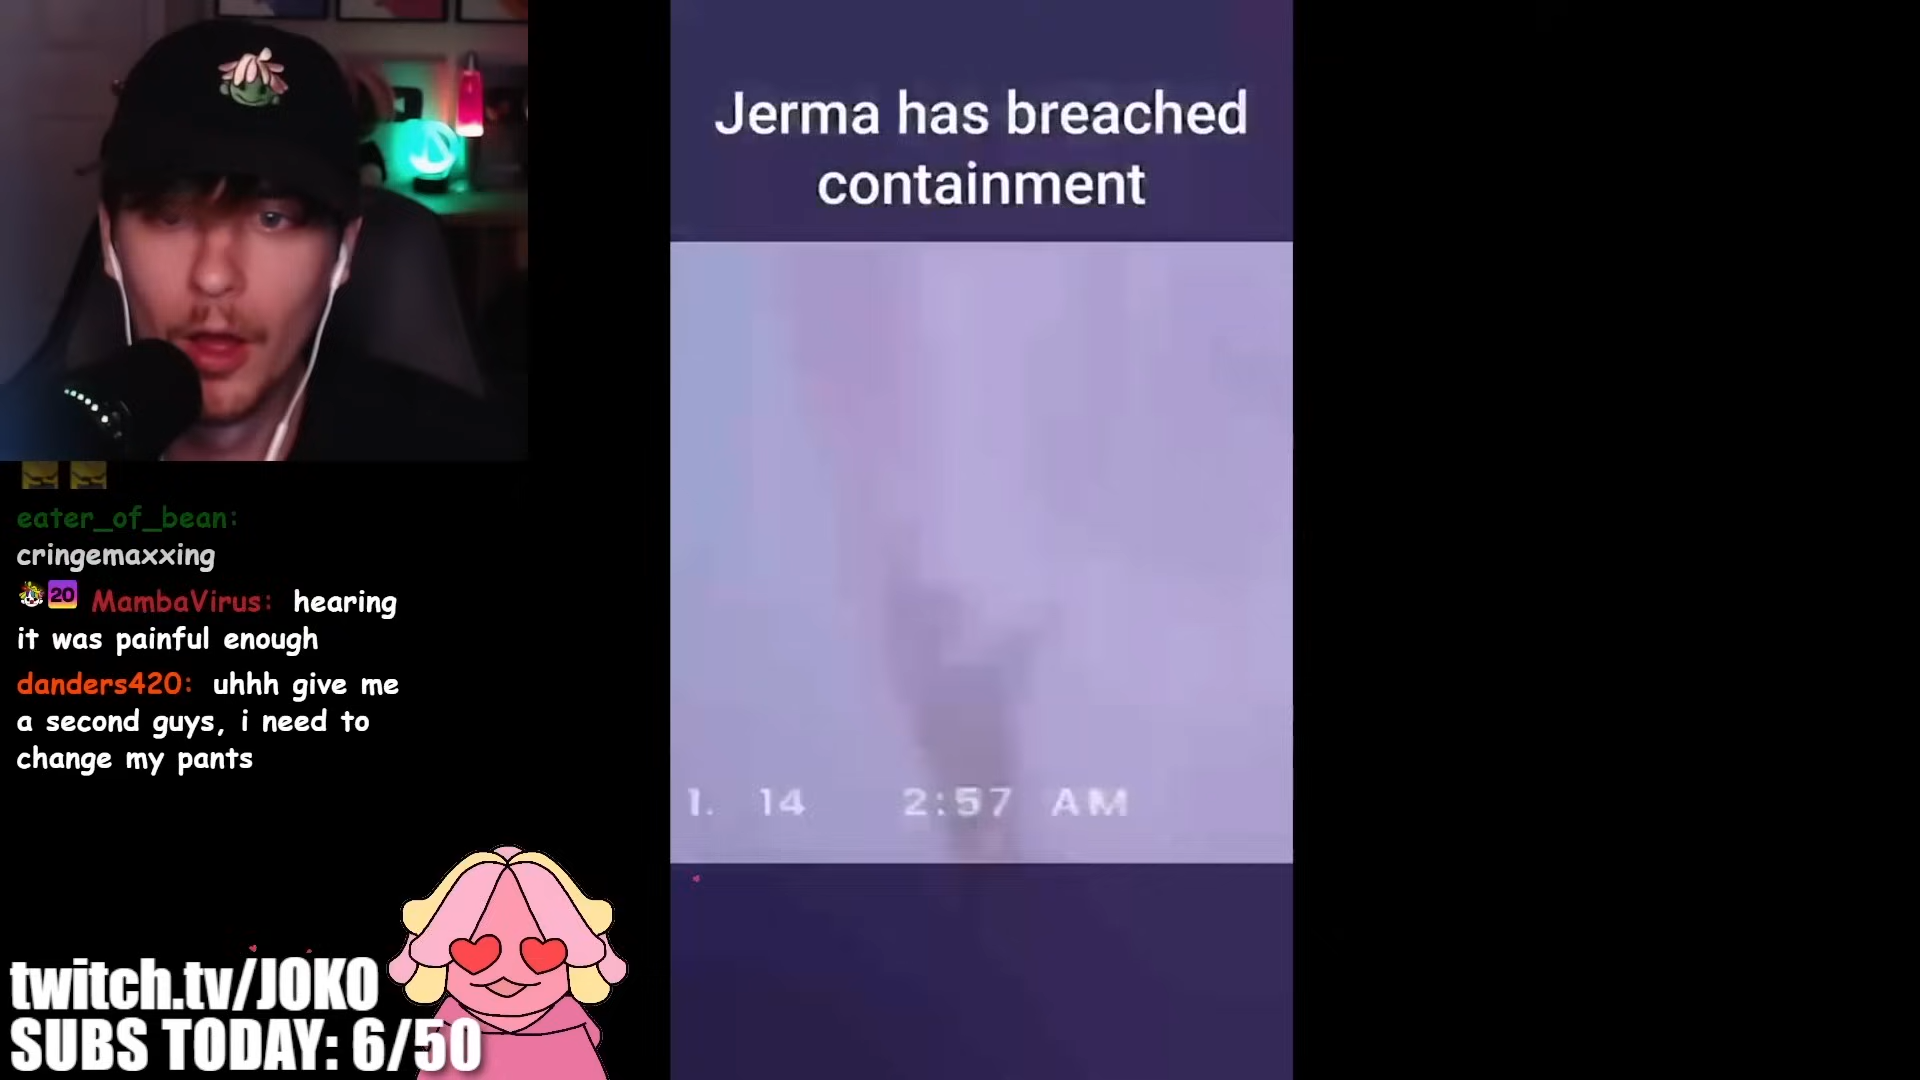 Jerma has breached
containment
1. 14 2:57 AM
eater_of_bean:
cringemaxxing
20 MambaVirus: hearing
it was painful enough
danders420: uhhh give me
a second guys, i need to
change my pants
twitch.tv/JOKO
SUBS TODAY: 6/50